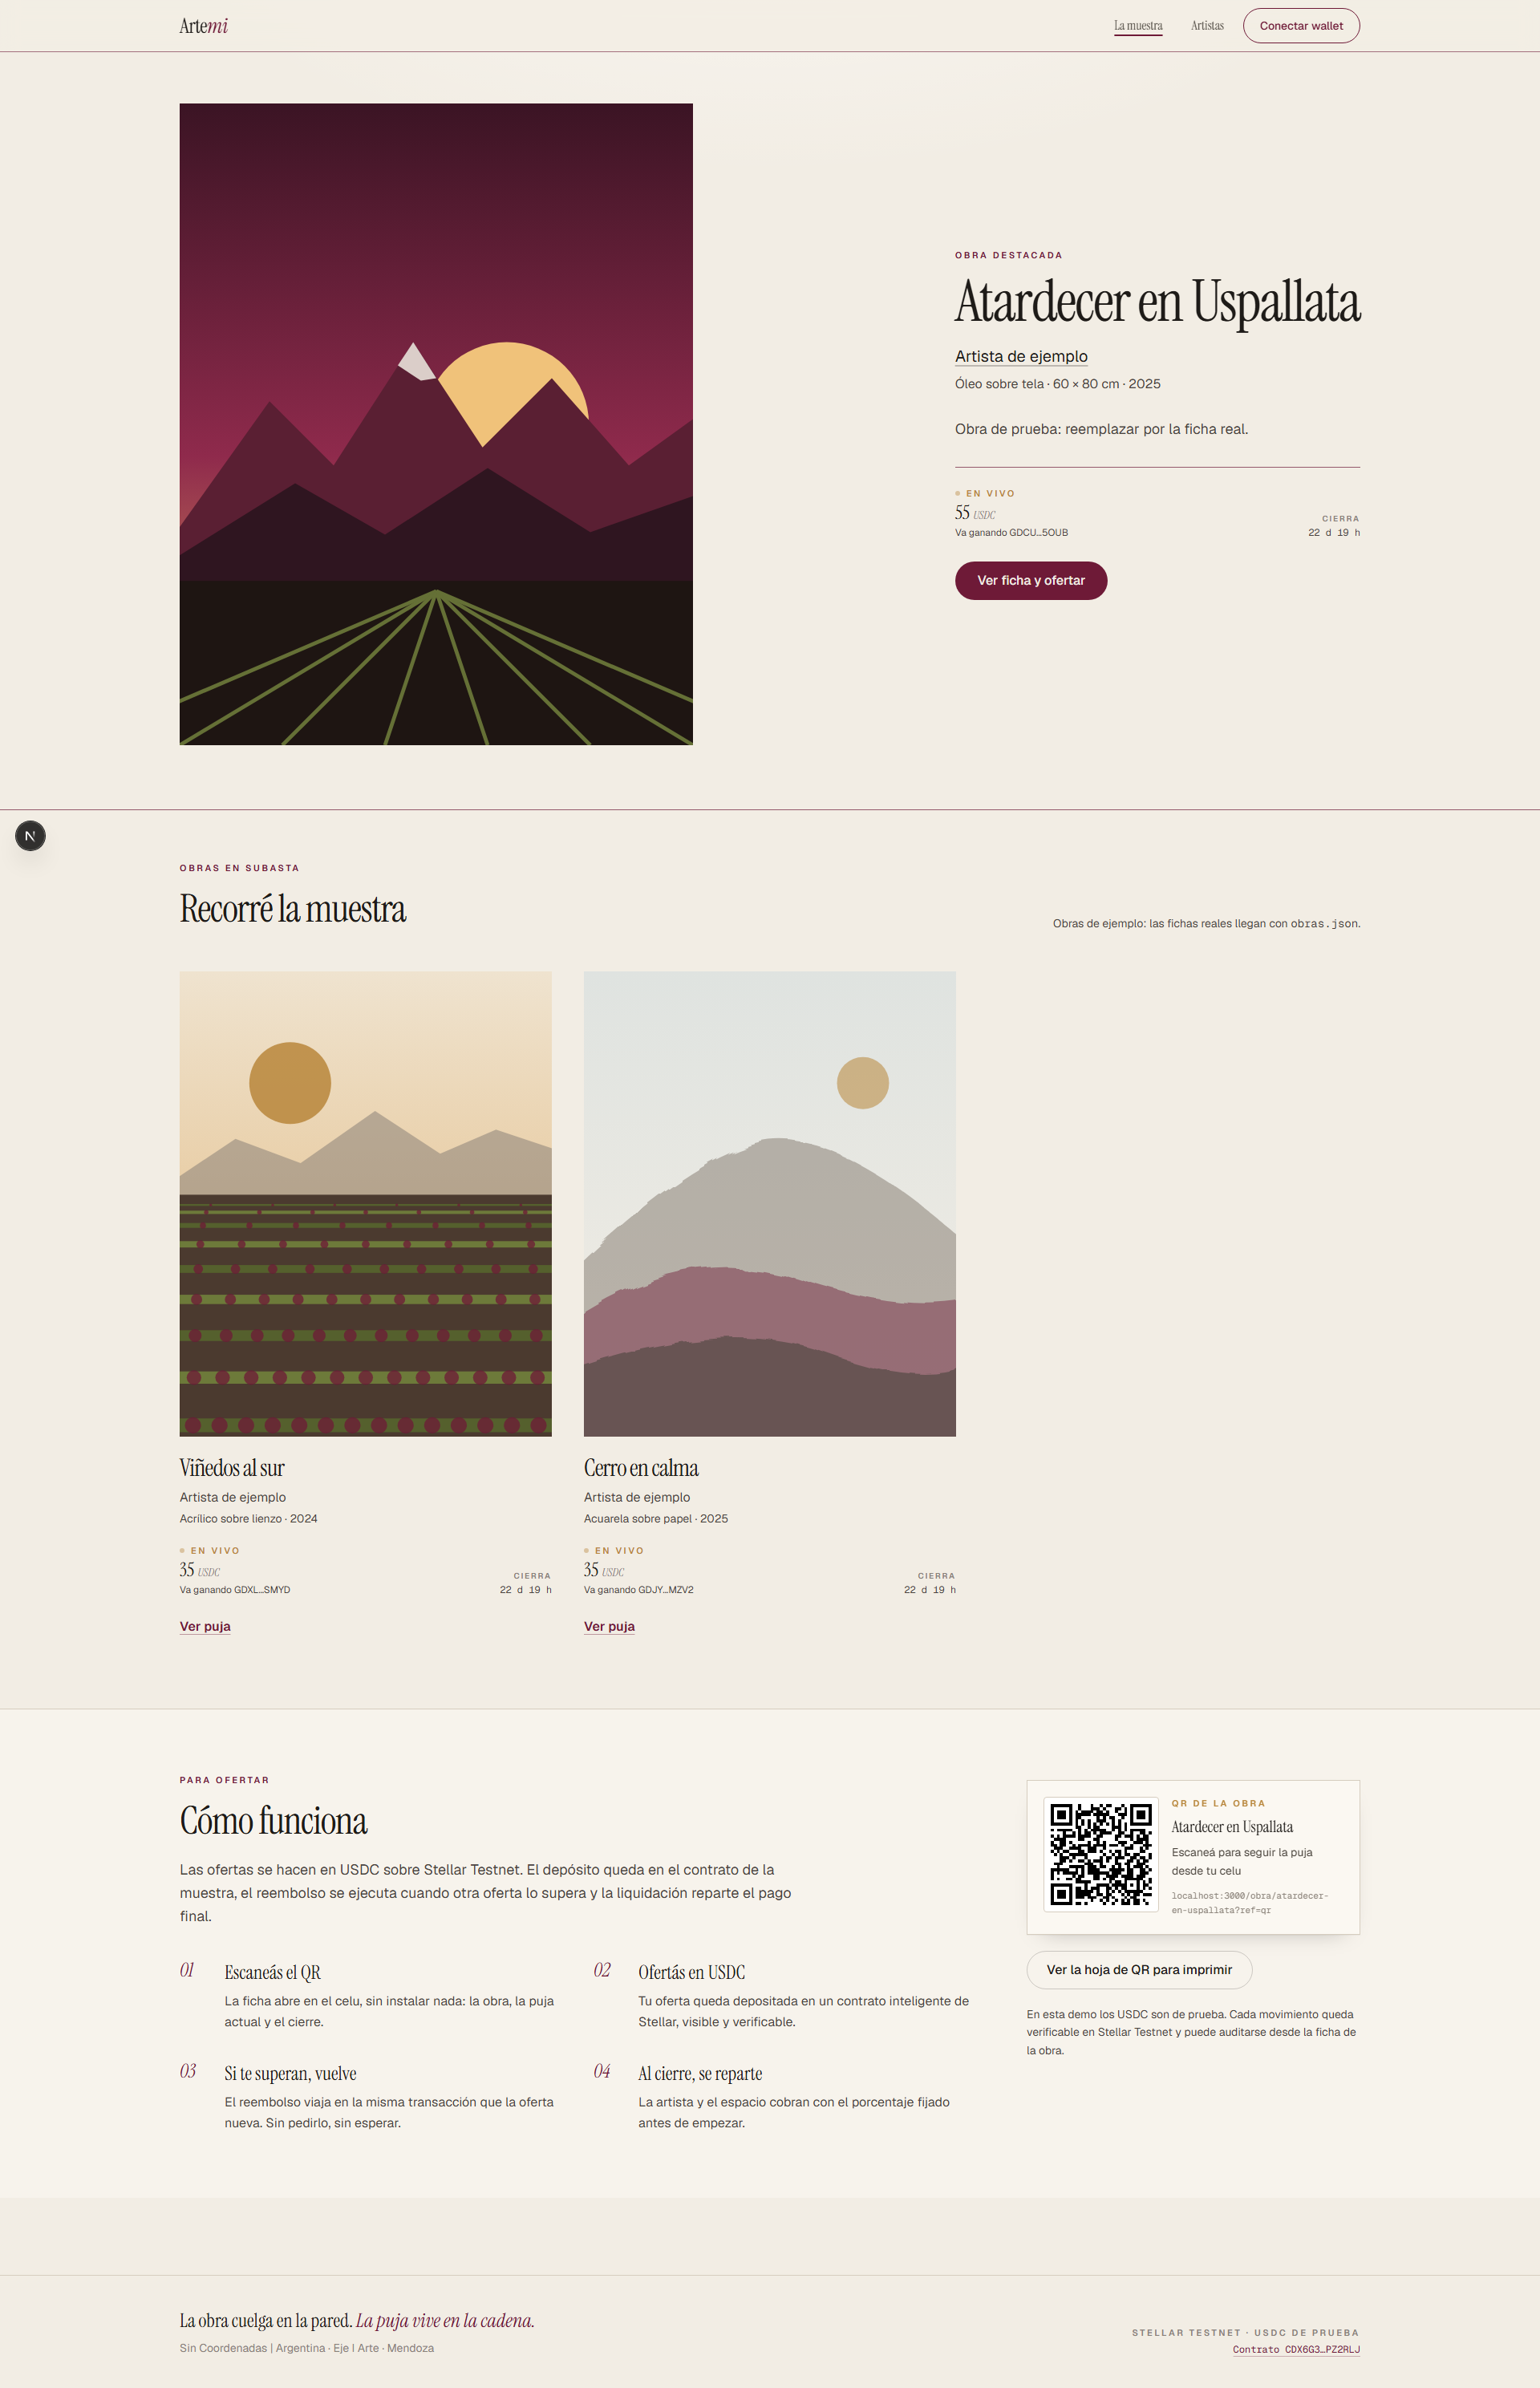 Artemi
La muestra
Artistas
Conectar wallet
OBRA DESTACADA
Atardecer en Uspallata
Artista de ejemplo
Óleo sobre tela · 60 × 80 cm · 2025
Obra de prueba: reemplazar por la ficha real.
EN VIVO
55 USDC
Va ganando GDCU…5OUB
CIERRA
22 d 19 h
Ver ficha y ofertar
N
OBRAS EN SUBASTA
Recorré la muestra
Obras de ejemplo: las fichas reales llegan con obras.json.
Viñedos al sur
Artista de ejemplo
Acrílico sobre lienzo · 2024
EN VIVO
35 USDC
Va ganando GDXL…SMYD
CIERRA
22 d 19 h
Ver puja
Cerro en calma
Artista de ejemplo
Acuarela sobre papel · 2025
EN VIVO
35 USDC
Va ganando GDJY…MZV2
CIERRA
22 d 19 h
Ver puja
PARA OFERTAR
Cómo funciona
Las ofertas se hacen en USDC sobre Stellar Testnet. El depósito queda en el contrato de la
muestra, el reembolso se ejecuta cuando otra oferta lo supera y la liquidación reparte el pago
final.
01
Escaneás el QR
La ficha abre en el celu, sin instalar nada: la obra, la puja
actual y el cierre.
02
Ofertás en USDC
Tu oferta queda depositada en un contrato inteligente de
Stellar, visible y verificable.
03
Si te superan, vuelve
El reembolso viaja en la misma transacción que la oferta
nueva. Sin pedirlo, sin esperar.
04
Al cierre, se reparte
La artista y el espacio cobran con el porcentaje fijado
antes de empezar.
QR DE LA OBRA
Atardecer en Uspallata
Escaneá para seguir la puja
desde tu celu
localhost:3000/obra/atardecer-
en-uspallata?ref=qr
Ver la hoja de QR para imprimir
En esta demo los USDC son de prueba. Cada movimiento queda
verificable en Stellar Testnet y puede auditarse desde la ficha de
la obra.
La obra cuelga en la pared. La puja vive en la cadena.
Sin Coordenadas | Argentina · Eje I Arte · Mendoza
STELLAR TESTNET · USDC DE PRUEBA
Contrato CDX6G3…PZ2RLJ